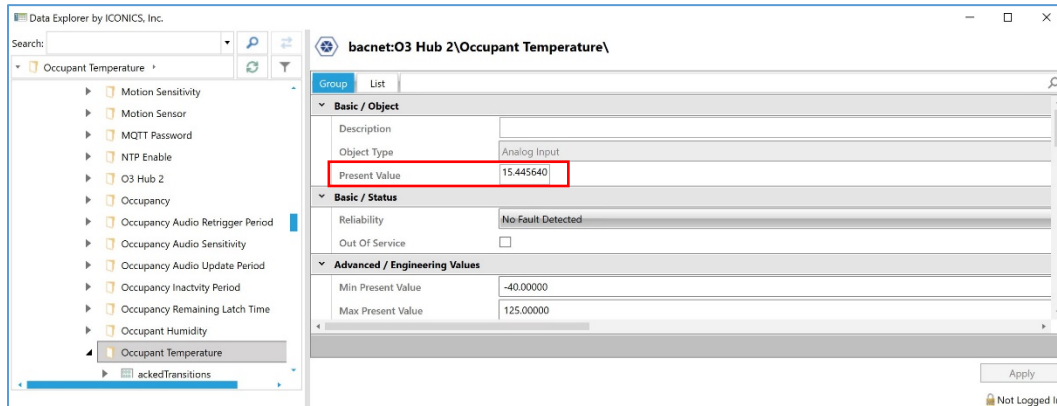 Data Explorer by ICONICS, Inc.
Search:
Occupant Temperature
Motion Sensitivity
Motion Sensor
MQTT Password
NTP Enable
O3 Hub 2
Occupancy
Occupancy Audio Retrigger Period
Occupancy Audio Sensitivity
Occupancy Audio Update Period
Occupancy Inactvity Period
Occupancy Remaining Latch Time
Occupant Humidity
Occupant Temperature
ackedTransitions
bacnet:O3 Hub 2\Occupant Temperature\
Group List
Basic / Object
Description
Object Type Analog Input
Present Value 15.445640
Basic / Status
Reliability No Fault Detected
Out Of Service
Advanced / Engineering Values
Min Present Value -40.00000
Max Present Value 125.00000
Apply
Not Logged